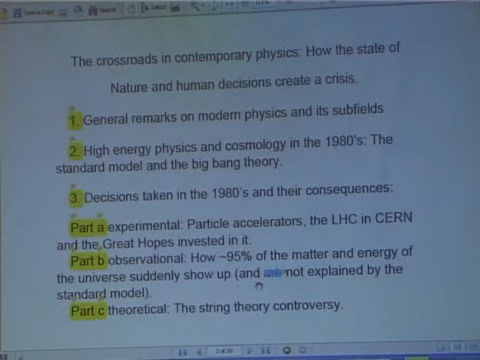 The crossroads in contemporary physics: How the state of
Nature and human decisions create a crisis.
1. General remarks on modern physics and its subfields
2. High energy physics and cosmology in the 1980's: The
standard model and the big bang theory.
3. Decisions taken in the 1980's and their consequences:
Part a experimental: Particle accelerators, the LHC in CERN
and the Great Hopes invested in it.
Part b observational: How ~95% of the matter and energy of
the universe suddenly show up (and not explained by the
standard model).
Part c theoretical: The string theory controversy.